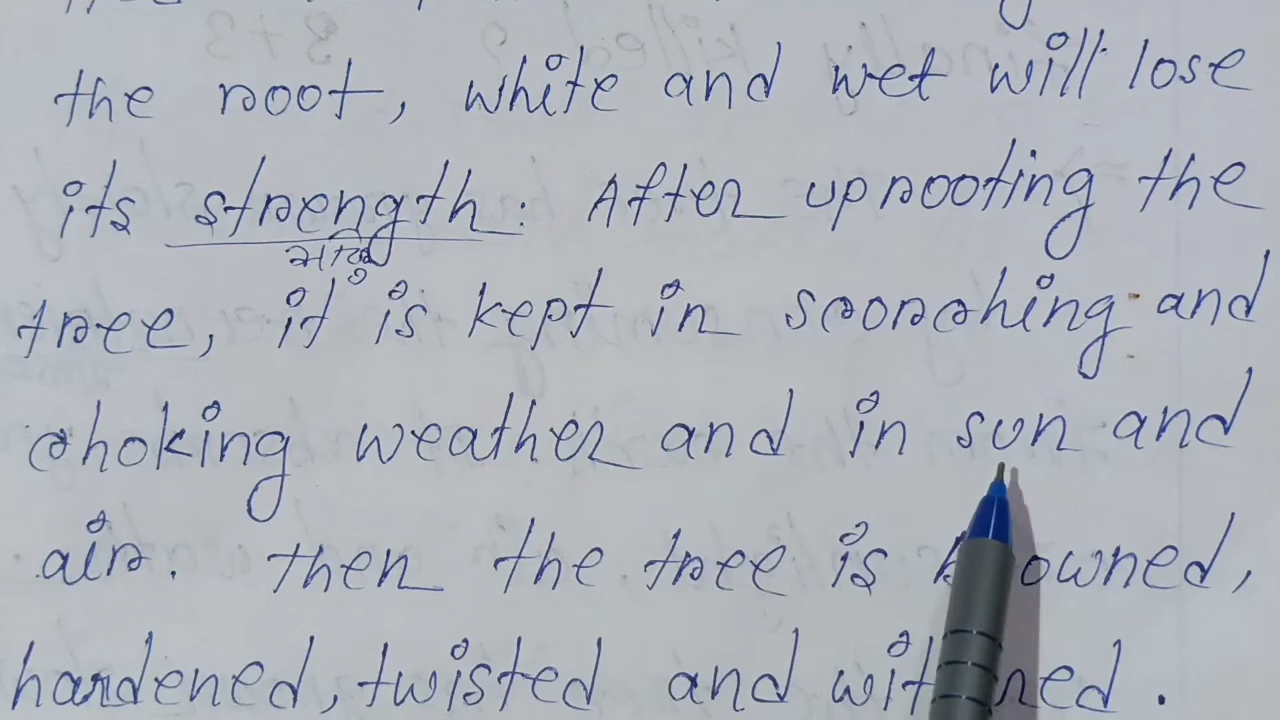 the root, white and wet will lose
its strength. After uprooting the
tree, it is kept in scorching and
choking weather and in sun and
air. then the tree is
hardened, twisted and